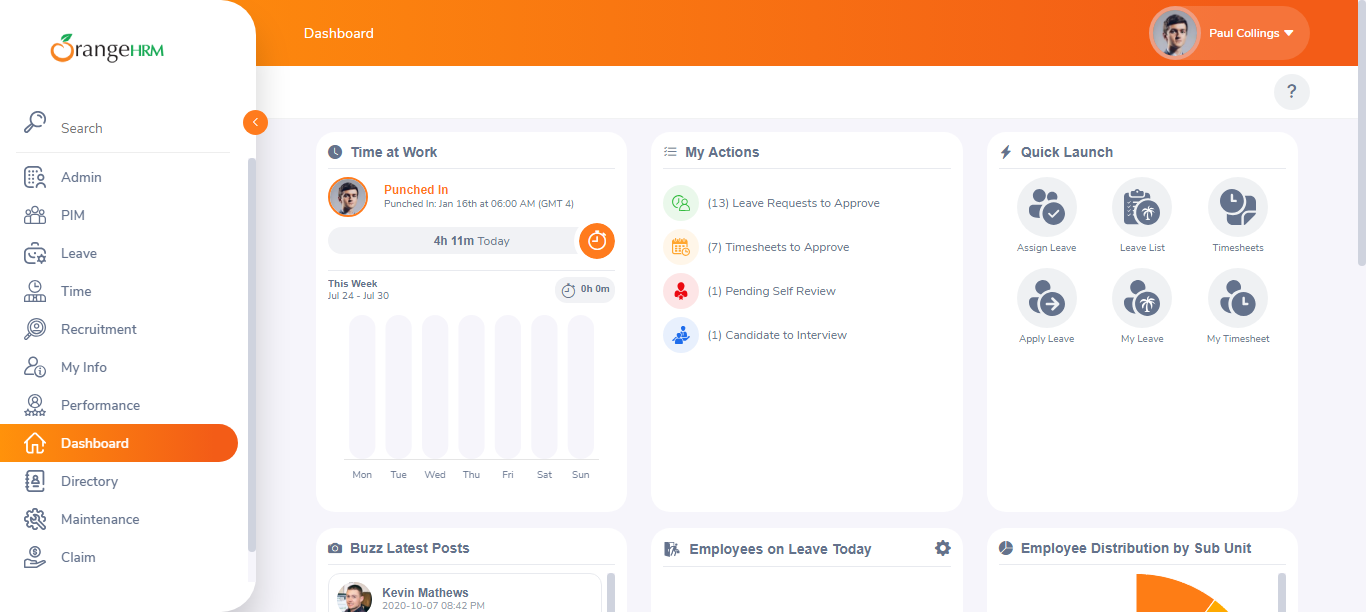 OrangeHRM
Search
Admin
PIM
Leave
Time
Recruitment
My Info
Performance
Dashboard
Directory
Maintenance
Claim
Dashboard
Paul Collings
?
Time at Work
Punched In
Punched In: Jan 16th at 06:00 AM (GMT 4)
4h 11m Today
This Week
Jul 24 - Jul 30
0h 0m
Mon Tue Wed Thu Fri Sat Sun
My Actions
(13) Leave Requests to Approve
(7) Timesheets to Approve
(1) Pending Self Review
(1) Candidate to Interview
Quick Launch
Assign Leave Leave List Timesheets
Apply Leave My Leave My Timesheet
Buzz Latest Posts
Kevin Mathews
2020-10-07 08:42 PM
Employees on Leave Today
Employee Distribution by Sub Unit